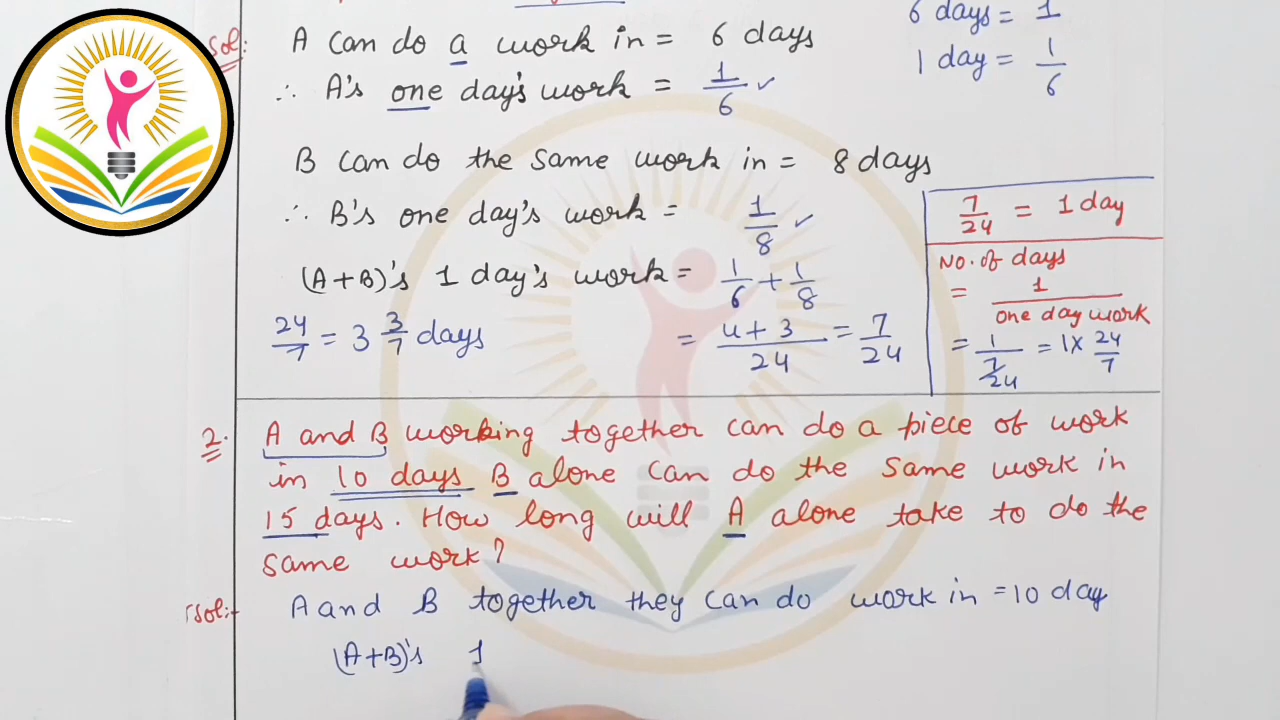 6 days = 1
Sol: A can do a work in = 6 days
1 day = 1/6
∴ A's one day's work = 1/6 ✓
B can do the same work in = 8 days
∴ B's one day's work = 1/8 ✓
7/24 = 1 day
(A+B)'s 1 day's work = 1/6 + 1/8
No. of days
= 1/one day work
24/7 = 3 3/7 days
= 4+3/24 = 7/24
= 1/7/24 = 1 × 24/7
2. A and B working together can do a piece of work
in 10 days B alone can do the same work in
15 days. How long will A alone take to do the
same work?
Sol:- A and B together they can do work in = 10 day
(A+B)'s 1